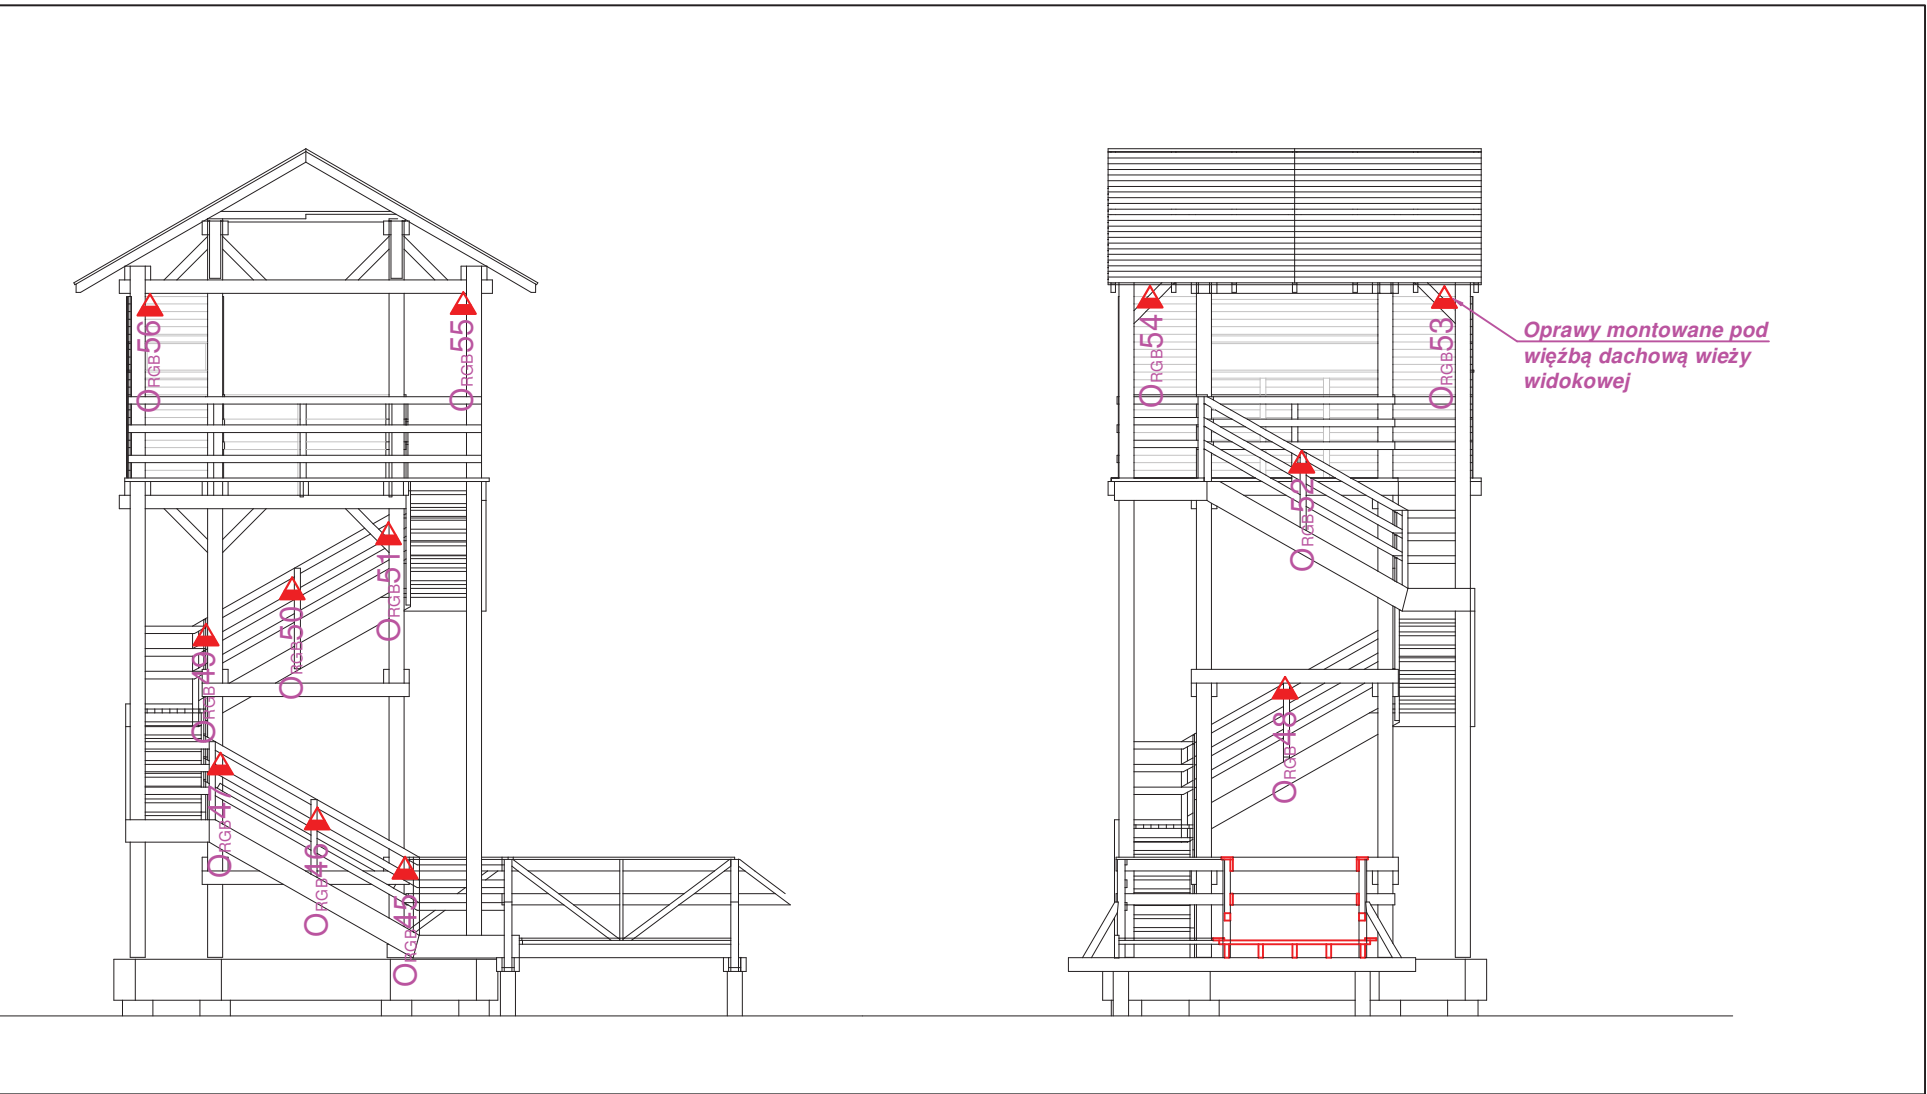 ORGB56
ORGB55
ORGB54
ORGB53
Oprawy montowane pod
więźbą dachową wieży
widokowej
ORGB52
ORGB51
ORGB50
ORGB49
ORGB48
ORGB47
ORGB46
ORGB45